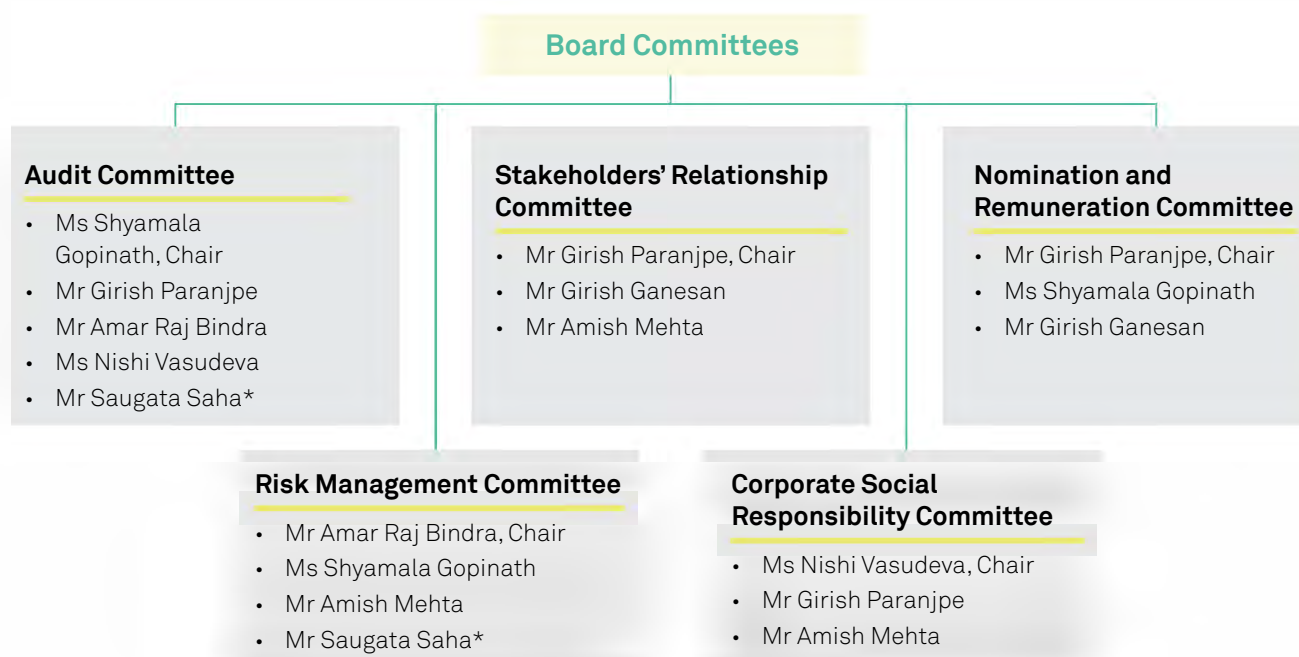 Board Committees
Audit Committee
• Ms Shyamala
Gopinath, Chair
• Mr Girish Paranjpe
• Mr Amar Raj Bindra
• Ms Nishi Vasudeva
• Mr Saugata Saha*
Stakeholders’ Relationship
Committee
• Mr Girish Paranjpe, Chair
• Mr Girish Ganesan
• Mr Amish Mehta
Nomination and
Remuneration Committee
• Mr Girish Paranjpe, Chair
• Ms Shyamala Gopinath
• Mr Girish Ganesan
Risk Management Committee
• Mr Amar Raj Bindra, Chair
• Ms Shyamala Gopinath
• Mr Amish Mehta
• Mr Saugata Saha*
Corporate Social
Responsibility Committee
• Ms Nishi Vasudeva, Chair
• Mr Girish Paranjpe
• Mr Amish Mehta